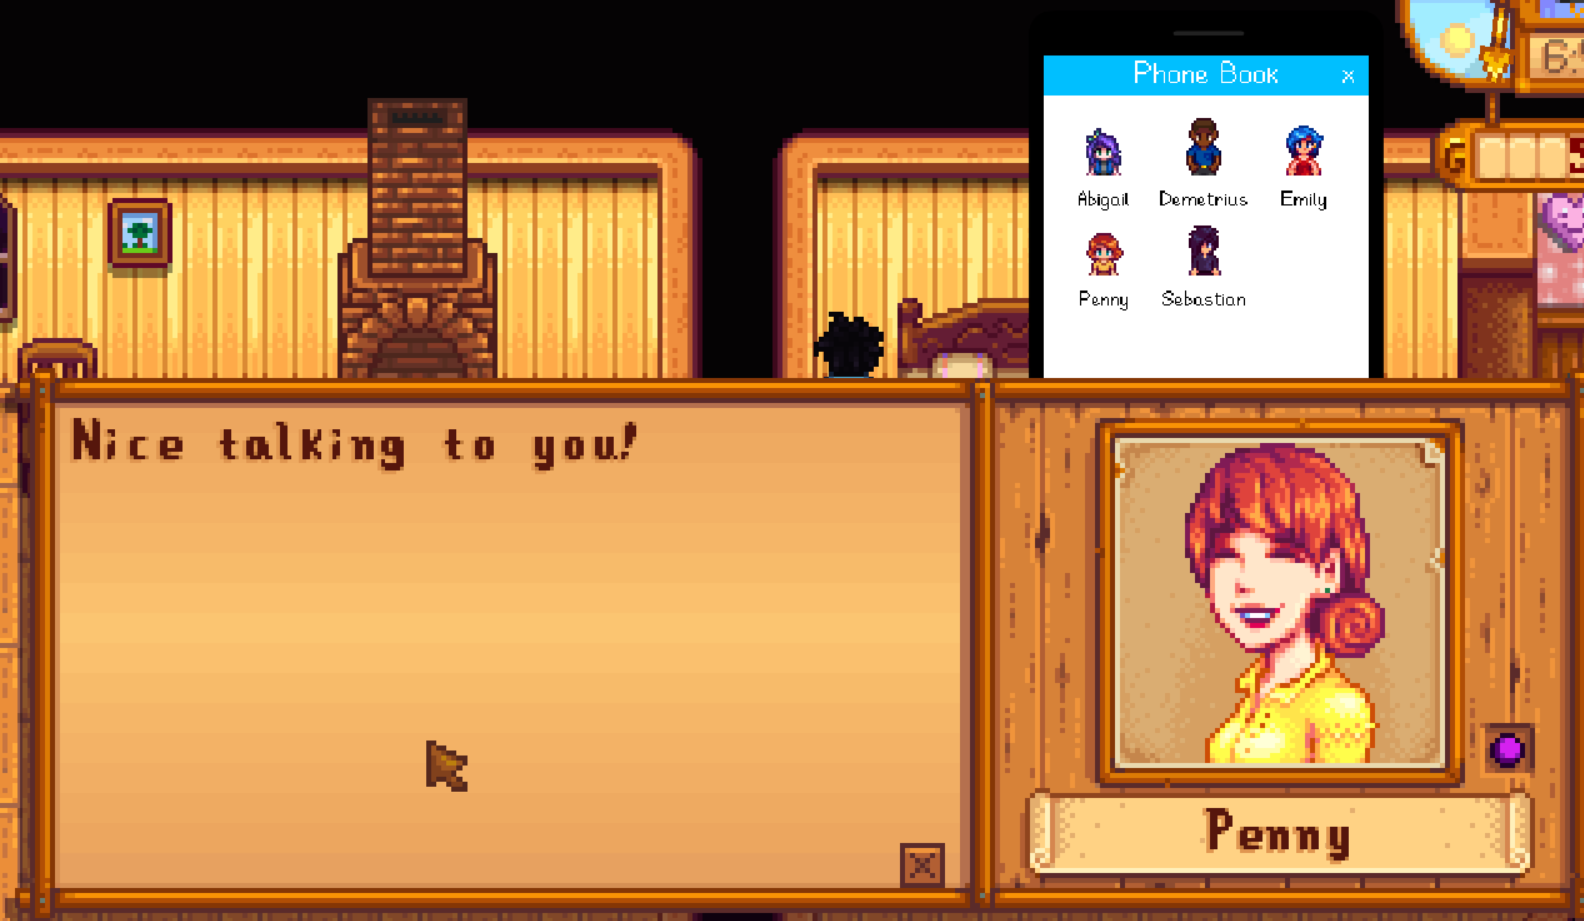 Phone Book x
Abigail Demetrius Emily
Penny Sebastian
Nice talking to you!
Penny